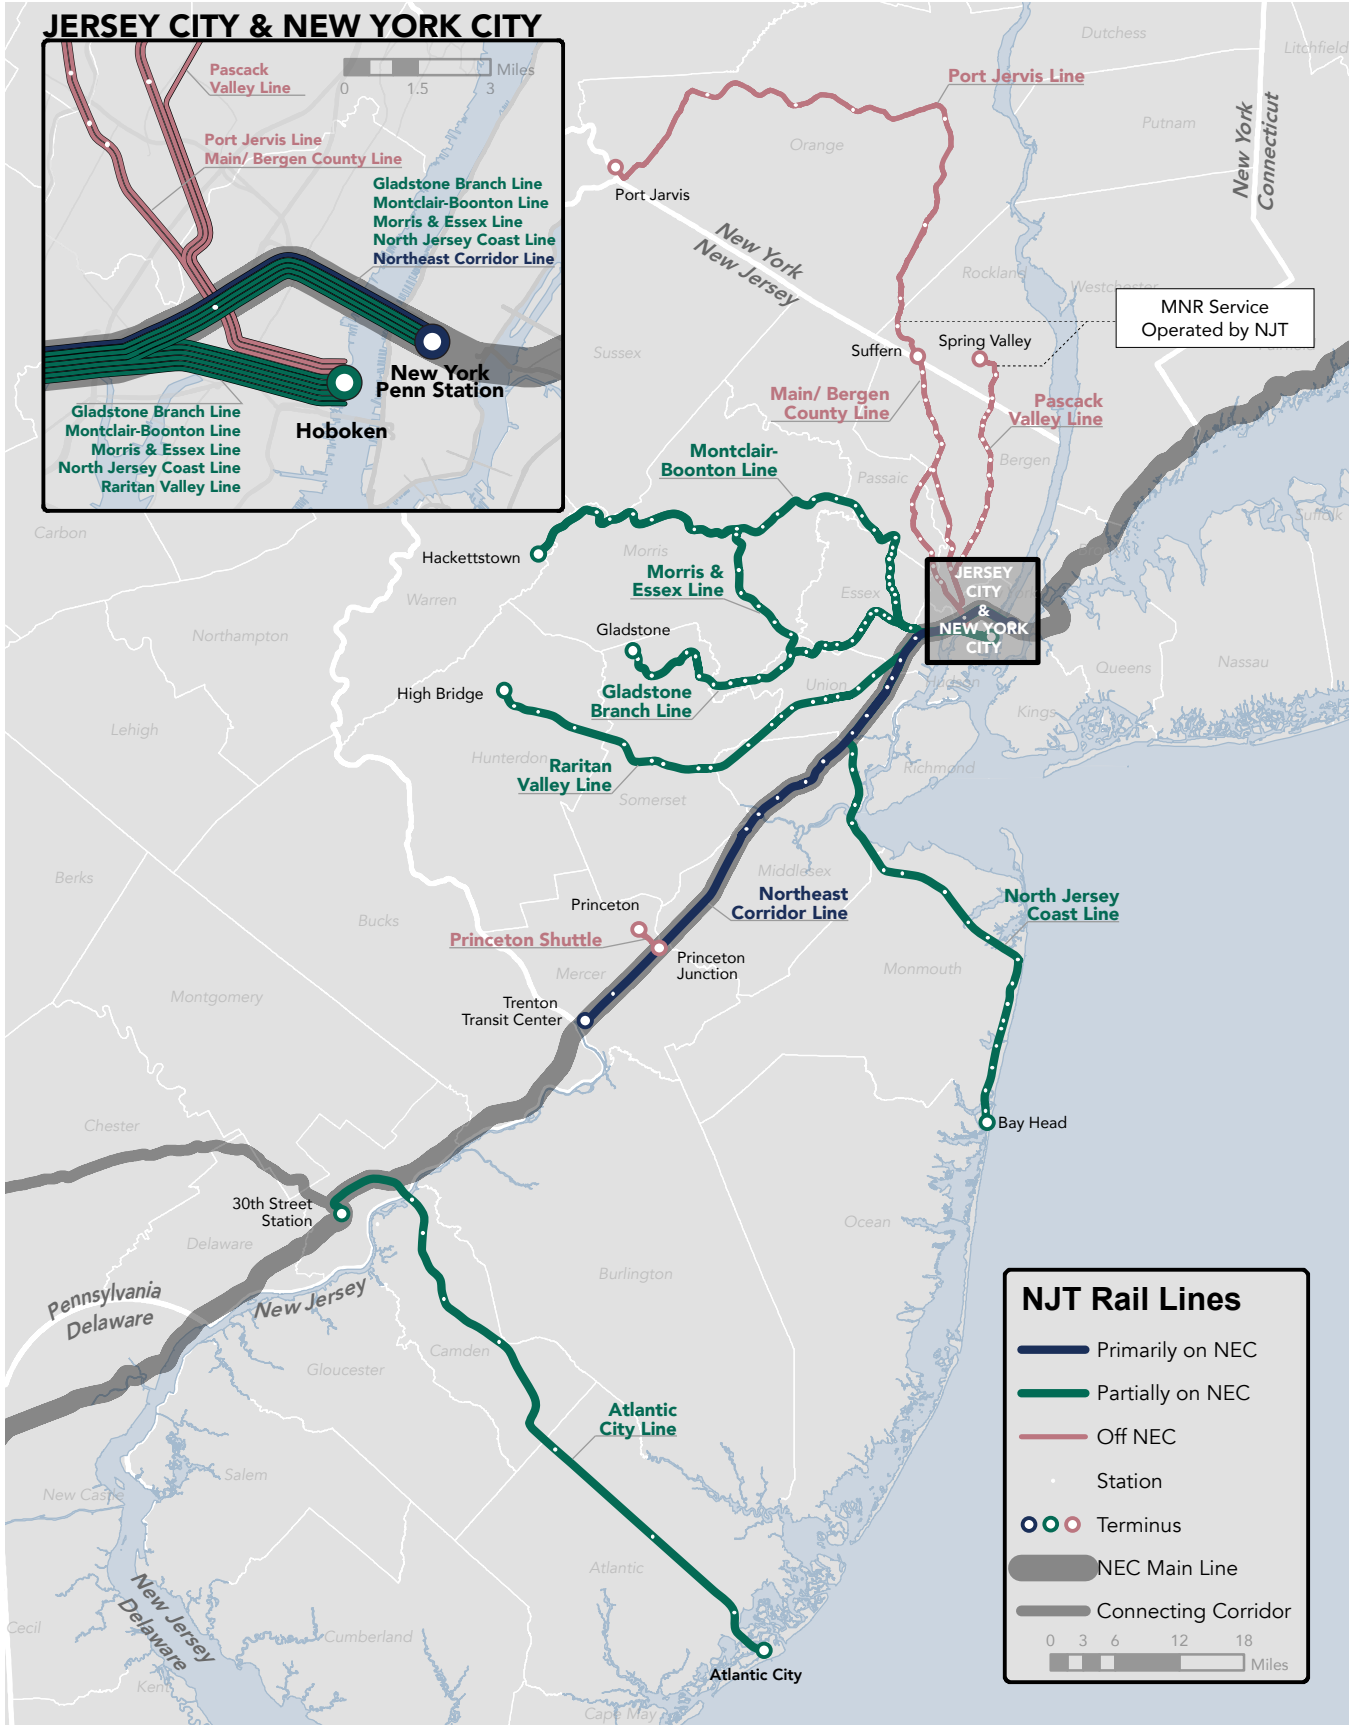 JERSEY CITY & NEW YORK CITY
Pascack
Valley Line
Miles
0 1.5 3
Port Jervis Line
Main/ Bergen County Line
Gladstone Branch Line
Montclair-Boonton Line
Morris & Essex Line
North Jersey Coast Line
Northeast Corridor Line
New York
Penn Station
Hoboken
Gladstone Branch Line
Montclair-Boonton Line
Morris & Essex Line
North Jersey Coast Line
Raritan Valley Line
Dutchess
Litchfield
Port Jervis Line
Putnam
Orange
New York
Connecticut
Port Jarvis
New York
New Jersey
Rockland
Westchester
MNR Service
Operated by NJT
Fairfield
Sussex
Suffern
Spring Valley
Main/ Bergen
County Line
Pascack
Valley Line
Montclair-
Boonton Line
Bergen
Passaic
Suffolk
Carbon
Hackettstown
Morris
Morris &
Essex Line
Essex
JERSEY
CITY
&
NEW YORK
CITY
Warren
Northampton
Gladstone
Queens
Nassau
High Bridge
Gladstone
Branch Line
Union
Hudson
Kings
Lehigh
Hunterdon
Raritan
Valley Line
Richmond
Somerset
Berks
Middlesex
Northeast
Corridor Line
North Jersey
Coast Line
Bucks
Princeton
Princeton Shuttle
Princeton
Junction
Mercer
Monmouth
Montgomery
Trenton
Transit Center
Chester
Bay Head
30th Street
Station
Delaware
Ocean
Burlington
Pennsylvania
Delaware
New Jersey
Camden
Gloucester
Atlantic
City Line
Salem
New Castle
Atlantic
New Jersey
Delaware
Cecil
Cumberland
Atlantic City
Kent
Cape May
NJT Rail Lines
Primarily on NEC
Partially on NEC
Off NEC
Station
Terminus
NEC Main Line
Connecting Corridor
0 3 6 12 18
Miles